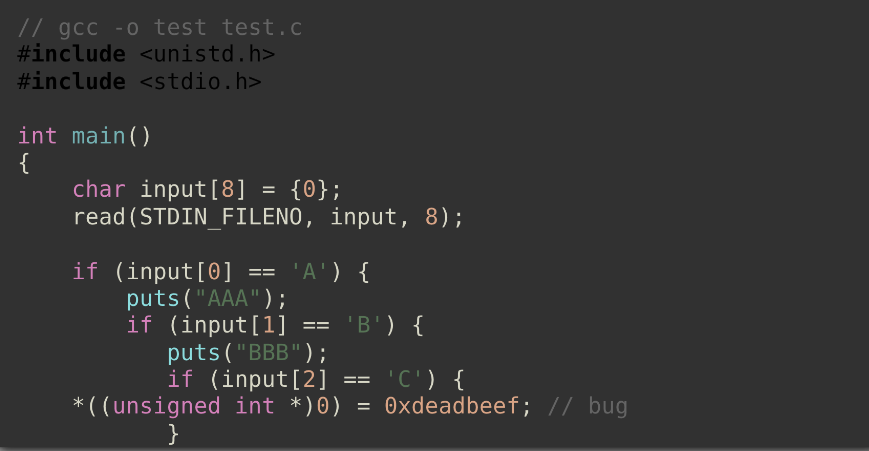 // gcc -o test test.c
#include <unistd.h>
#include <stdio.h>
int main()
{
char input[8] = {0};
read(STDIN_FILENO, input, 8);
if (input[0] == 'A') {
puts("AAA");
if (input[1] == 'B') {
puts("BBB");
if (input[2] == 'C') {
*((unsigned int *)0) = 0xdeadbeef; // bug
}